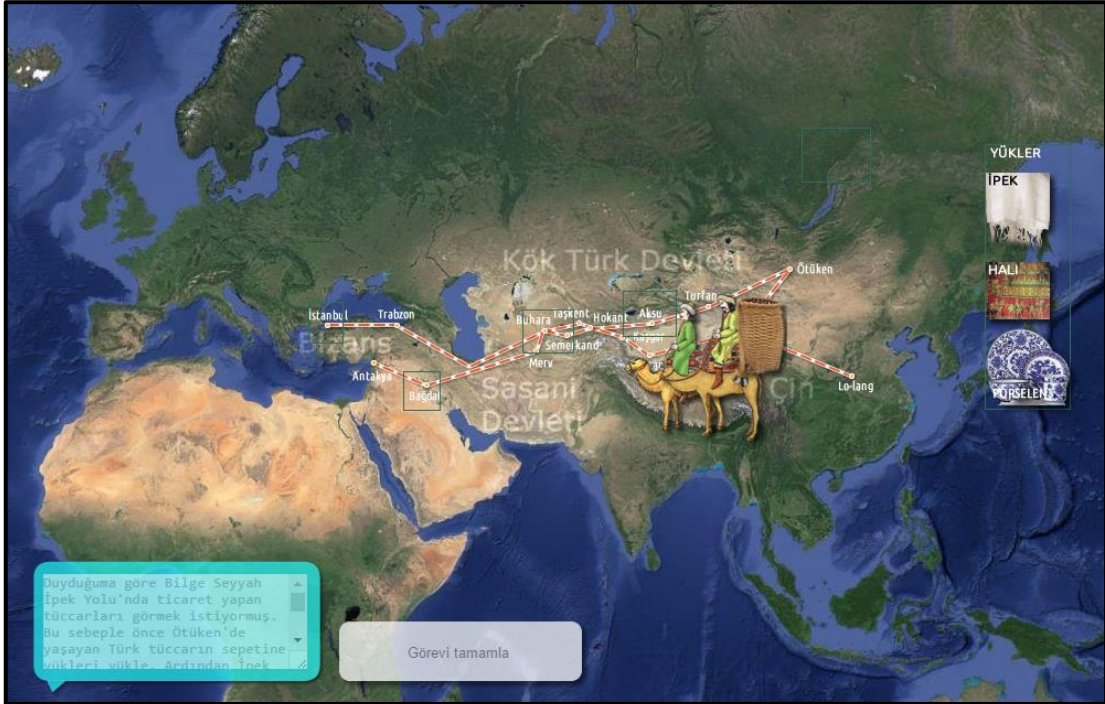 YÜKLER
İPEK
Kök Türk Devleti
Ötüken
HALI
Turfan
İstanbul
Trabzon
Buhara
Taşkent
Hokant
Aksu
Bizans
Semerkand
Kaşgar
Merv
Antakya
Bağdat
Sasani
Devleti
Çin
Lo-lang
PORSELEN
Duyduğuma göre Bilge Seyyah
İpek Yolu'nda ticaret yapan
tüccarları görmek istiyormuş.
Bu sebeple önce Ötüken'de
yaşayan Türk tüccarın sepetine
yükleri yükle. Ardından İpek
Görevi tamamla